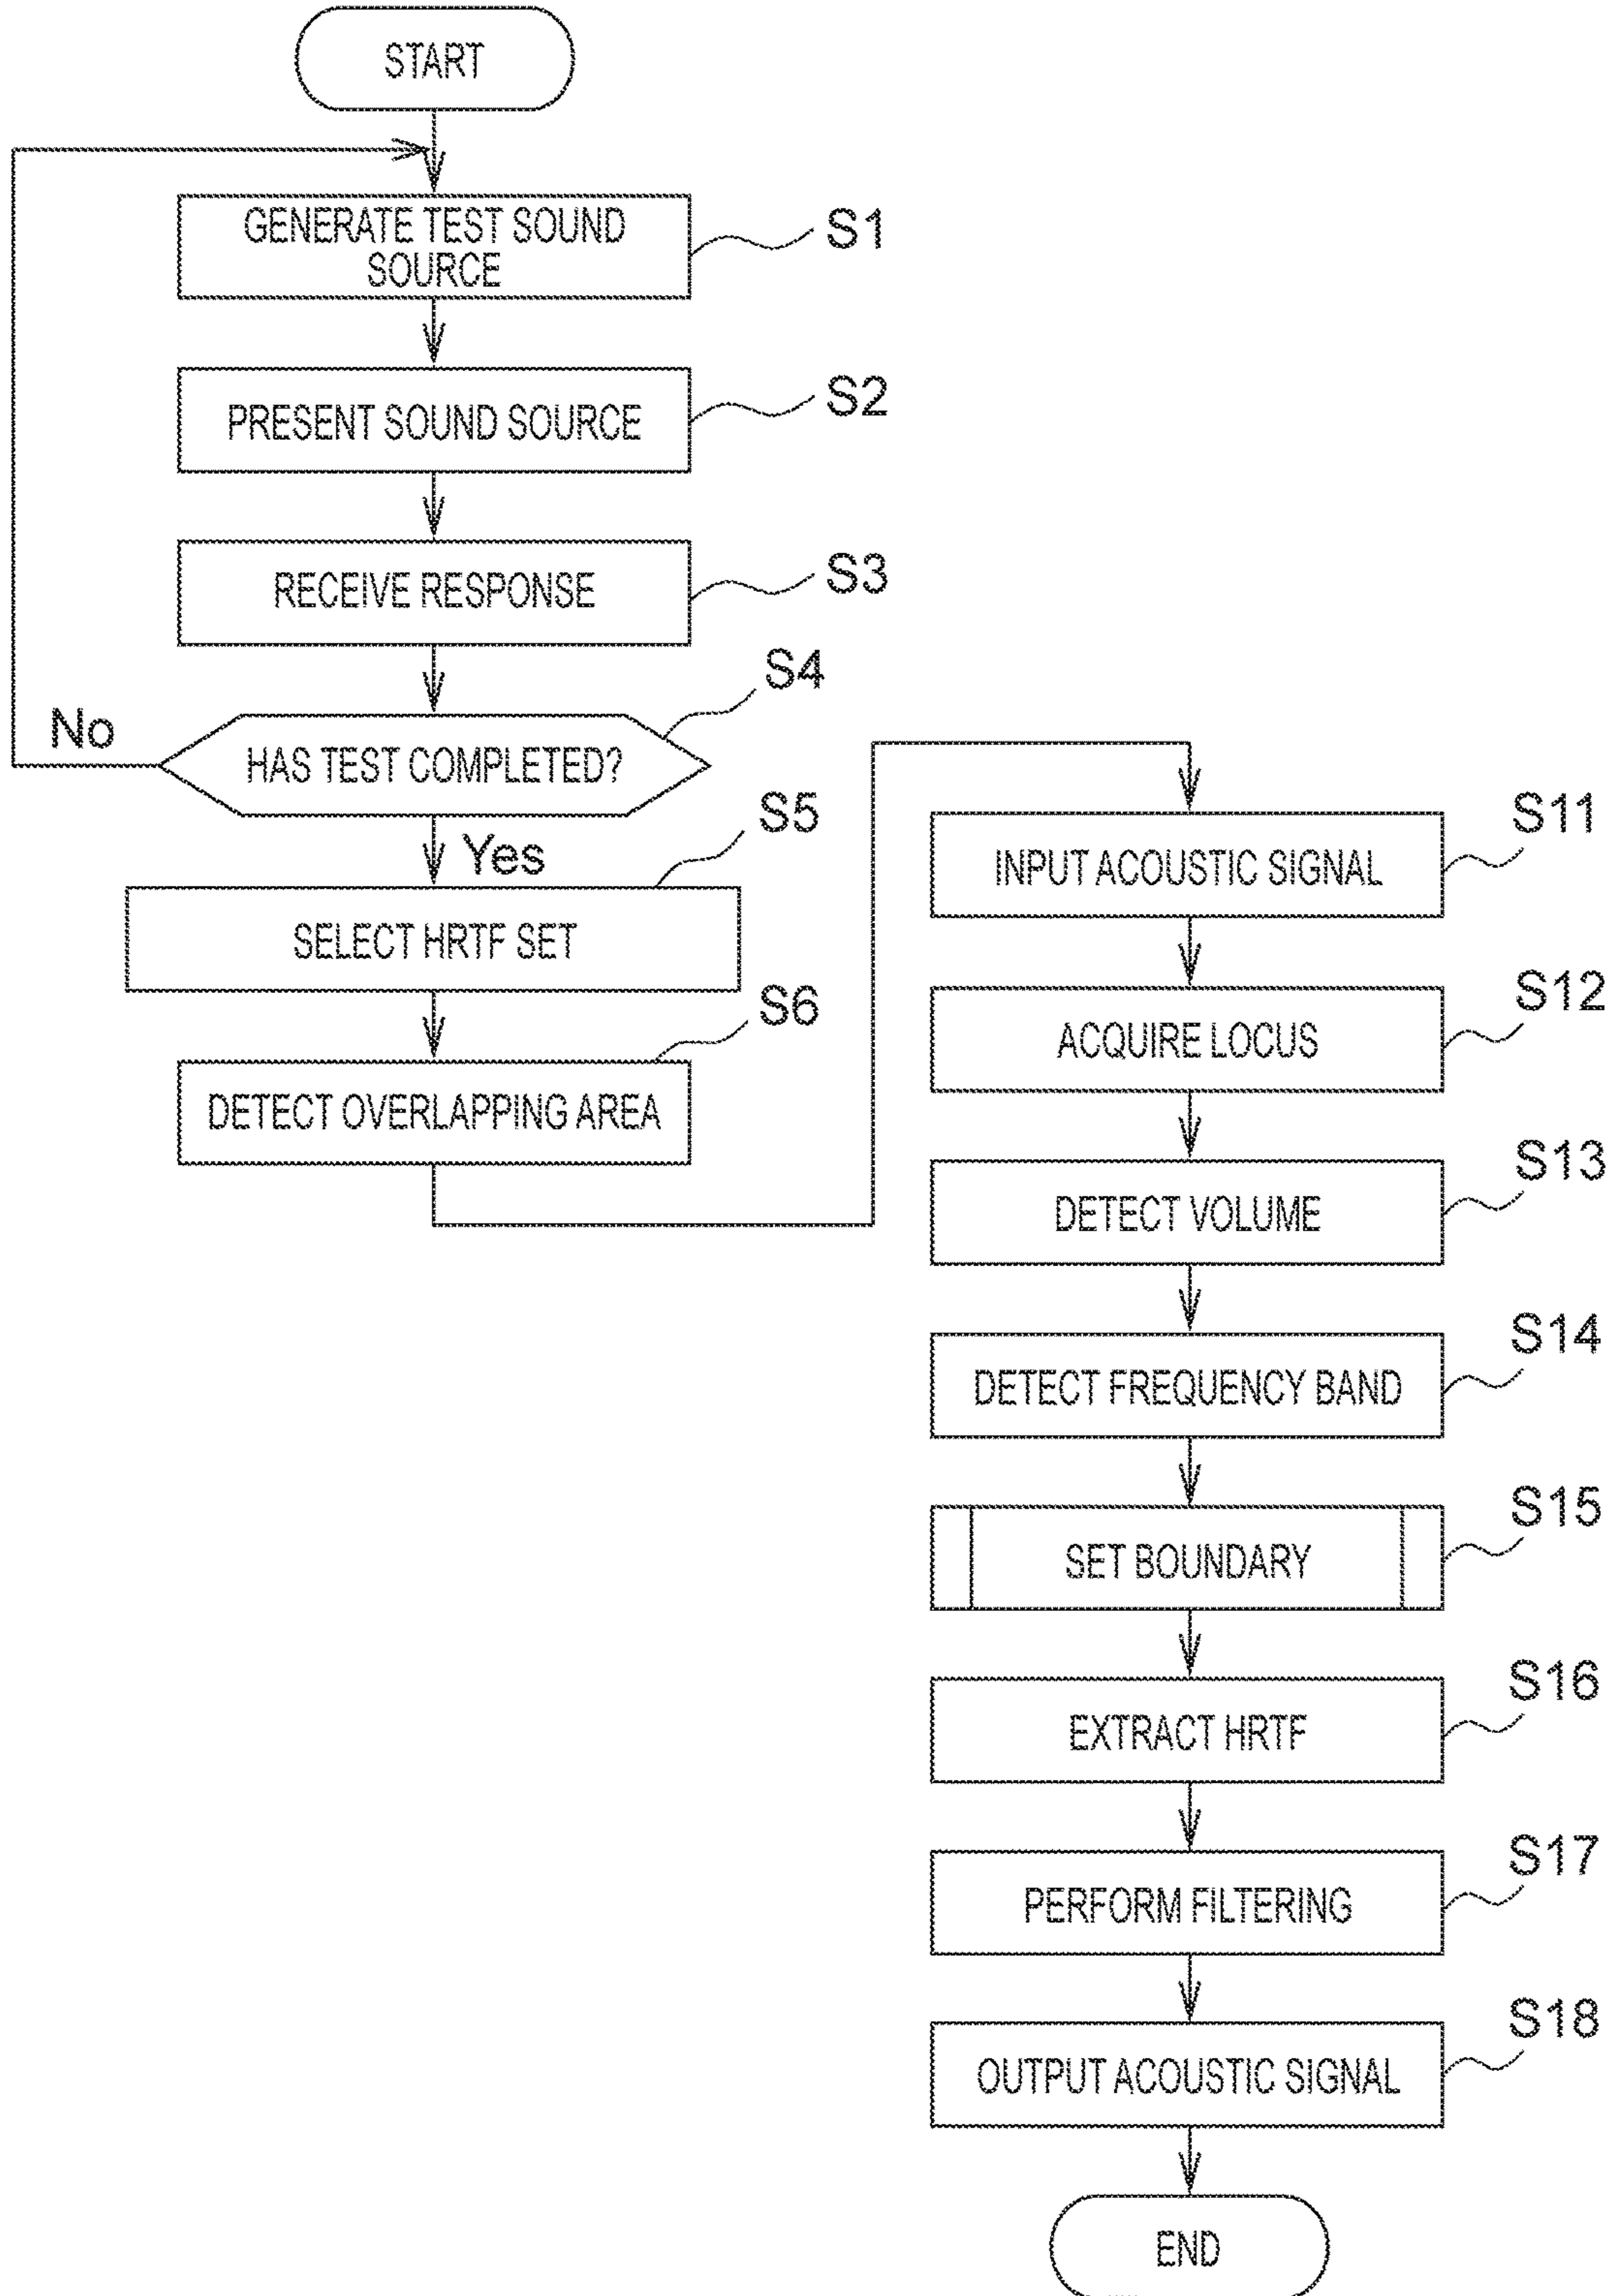 START
GENERATE TEST SOUND
SOURCE
S1
PRESENT SOUND SOURCE
S2
RECEIVE RESPONSE
S3
S4
No
HAS TEST COMPLETED?
Yes
S5
SELECT HRTF SET
S6
DETECT OVERLAPPING AREA
S11
INPUT ACOUSTIC SIGNAL
S12
ACQUIRE LOCUS
S13
DETECT VOLUME
S14
DETECT FREQUENCY BAND
S15
SET BOUNDARY
S16
EXTRACT HRTF
S17
PERFORM FILTERING
S18
OUTPUT ACOUSTIC SIGNAL
END